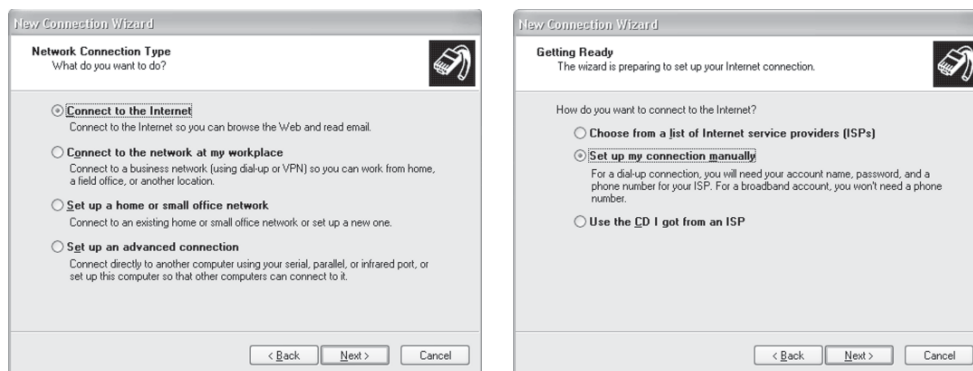 New Connection Wizard
Network Connection Type
What do you want to do?
Connect to the Internet
Connect to the Internet so you can browse the Web and read email.
Connect to the network at my workplace
Connect to a business network (using dial-up or VPN) so you can work from home,
a field office, or another location.
Set up a home or small office network
Connect to an existing home or small office network or set up a new one.
Set up an advanced connection
Connect directly to another computer using your serial, parallel, or infrared port, or
set up this computer so that other computers can connect to it.
< Back
Next >
Cancel
New Connection Wizard
Getting Ready
The wizard is preparing to set up your Internet connection.
How do you want to connect to the Internet?
Choose from a list of Internet service providers (ISPs)
Set up my connection manually
For a dial-up connection, you will need your account name, password, and a
phone number for your ISP. For a broadband account, you won't need a phone
number.
Use the CD I got from an ISP
< Back
Next >
Cancel